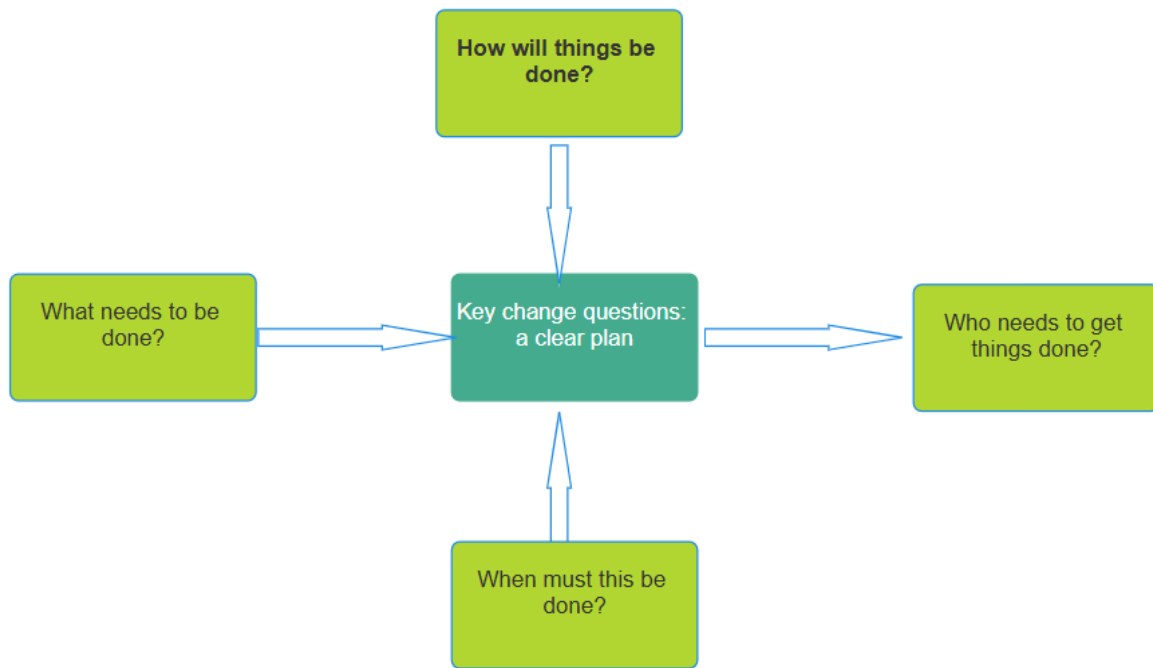 How will things be
done?
What needs to be
done?
Key change questions:
a clear plan
Who needs to get
things done?
When must this be
done?